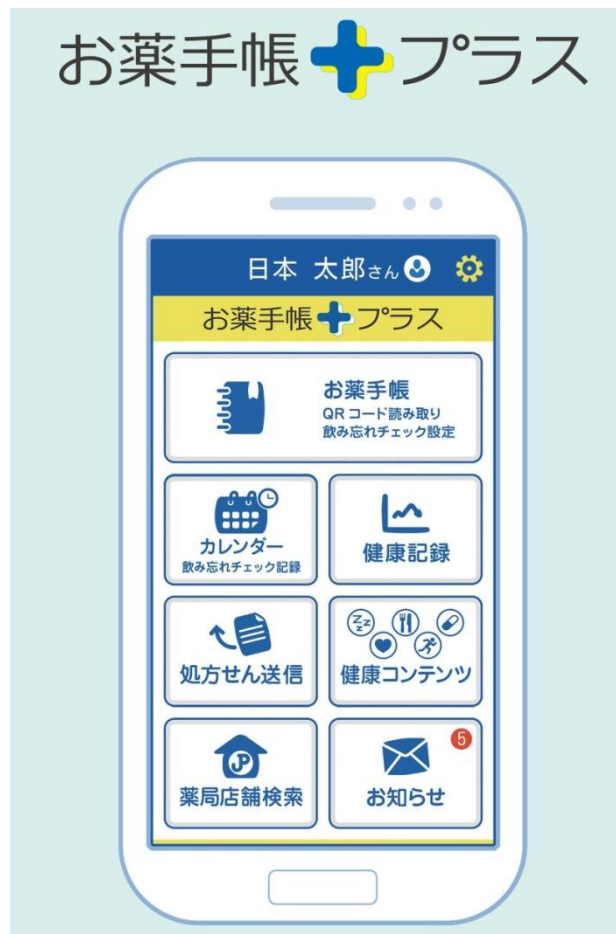 お薬手帳プラス
日本 太郎さん
お薬手帳プラス
お薬手帳
QRコード読み取り
飲み忘れチェック設定
カレンダー
飲み忘れチェック記録
健康記録
処方せん送信
zzz
健康コンテンツ
JP
薬局店舗検索
5
お知らせ